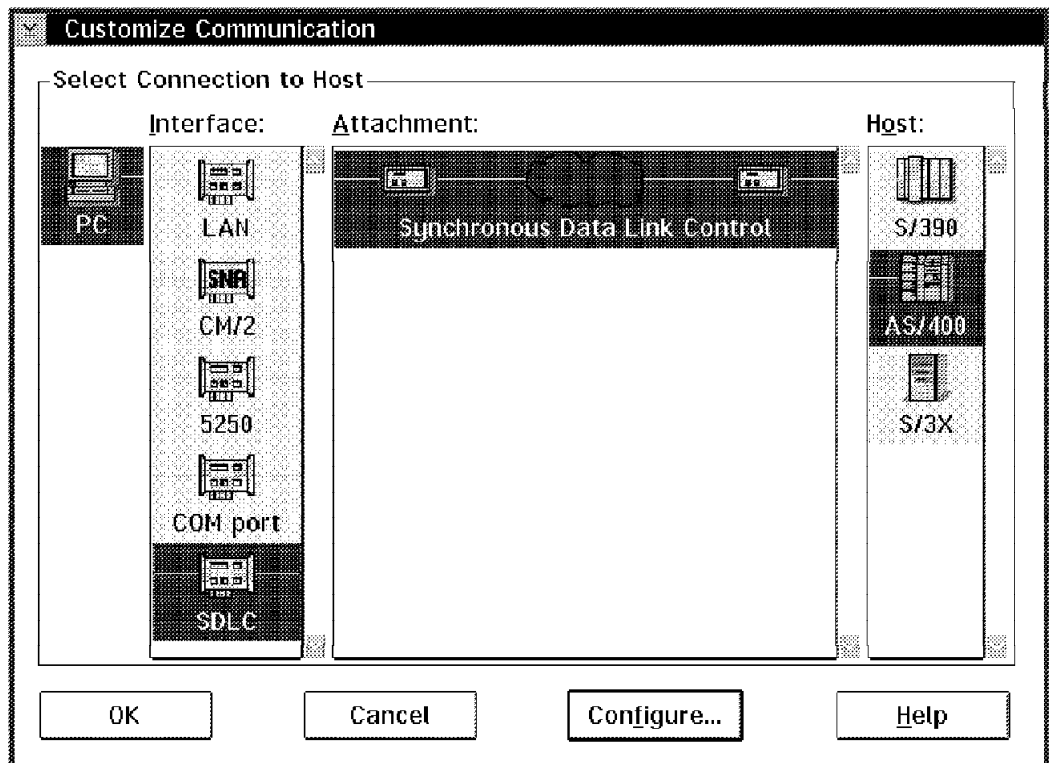 Customize Communication
Select Connection to Host
Interface:
Attachment:
Host:
PC
LAN
SNA
CM/2
5250
COM port
SDLC
Synchronous Data Link Control
S/390
AS/400
S/3X
OK
Cancel
Configure...
Help